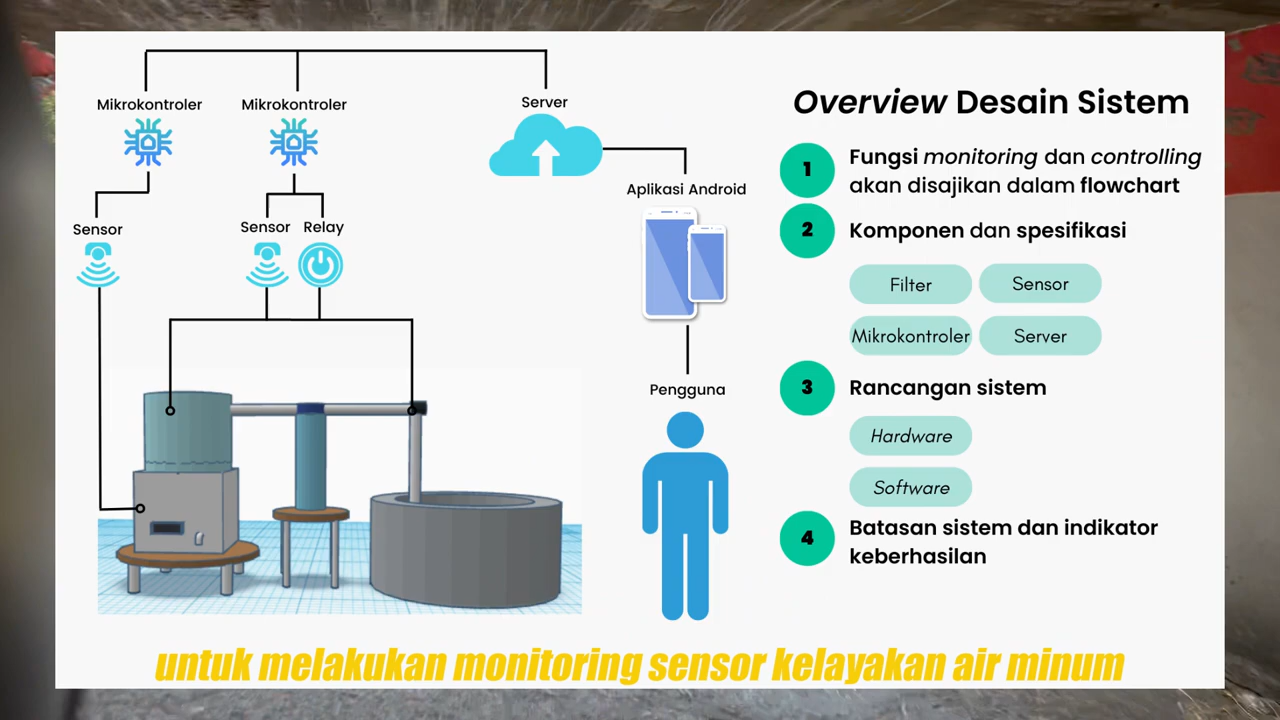 Mikrokontroler
Mikrokontroler
Server
Sensor
Sensor
Relay
Aplikasi Android
Pengguna
Overview Desain Sistem
1
Fungsi monitoring dan controlling
akan disajikan dalam flowchart
2
Komponen dan spesifikasi
Filter
Sensor
Mikrokontroler
Server
3
Rancangan sistem
Hardware
Software
4
Batasan sistem dan indikator
keberhasilan
untuk melakukan monitoring sensor kelayakan air minum